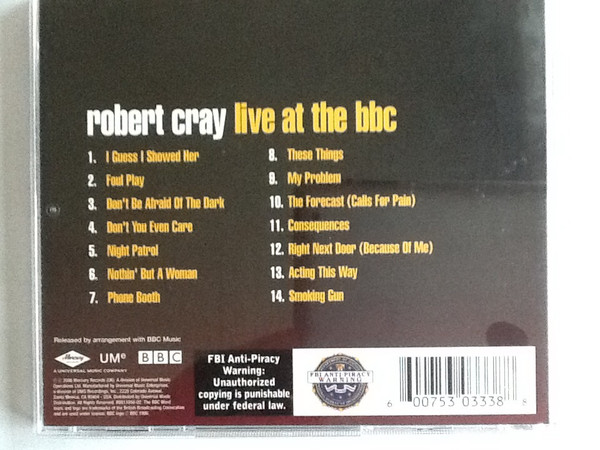 robert cray live at the bbc
1. I Guess I Showed Her
2. Foul Play
3. Don't Be Afraid Of The Dark
4. Don't You Even Care
5. Night Patrol
6. Nothin' But A Woman
7. Phone Booth
8. These Things
9. My Problem
10. The Forecast (Calls For Pain)
11. Consequences
12. Right Next Door (Because Of Me)
13. Acting This Way
14. Smoking Gun
Released by arrangement with BBC Music
Mercury UMe BBC
A UNIVERSAL MUSIC COMPANY
FBI Anti-Piracy
Warning:
Unauthorized
copying is punishable
under federal law.
FBI ANTI-PIRACY
WARNING
6 00753 03338 8